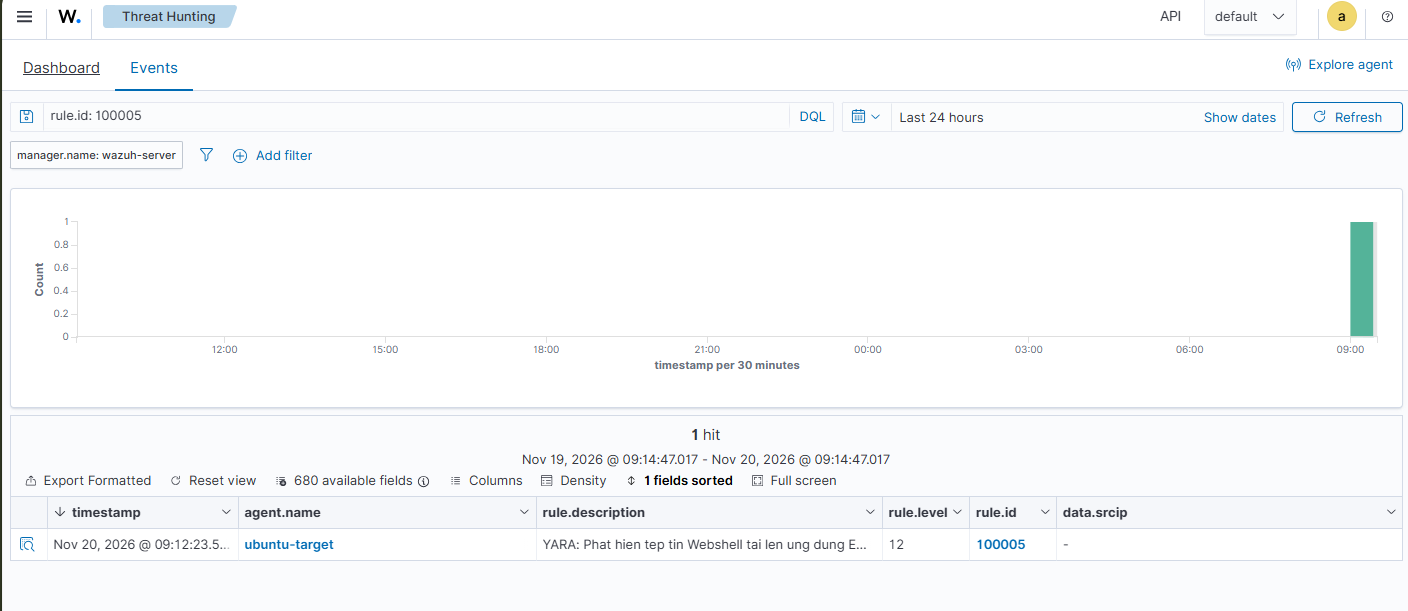 W. Threat Hunting API default a
Dashboard Events Explore agent
rule.id: 100005 DQL Last 24 hours Show dates Refresh
manager.name: wazuh-server Add filter
Count
1
0.8
0.6
0.4
0.2
0
12:00 15:00 18:00 21:00 00:00 03:00 06:00 09:00
timestamp per 30 minutes
1 hit
Nov 19, 2026 @ 09:14:47.017 - Nov 20, 2026 @ 09:14:47.017
Export Formatted Reset view 680 available fields Columns Density 1 fields sorted Full screen
timestamp agent.name rule.description rule.level rule.id data.srcip
Nov 20, 2026 @ 09:12:23.5... ubuntu-target YARA: Phat hien tep tin Webshell tai len ung dung E... 12 100005 -